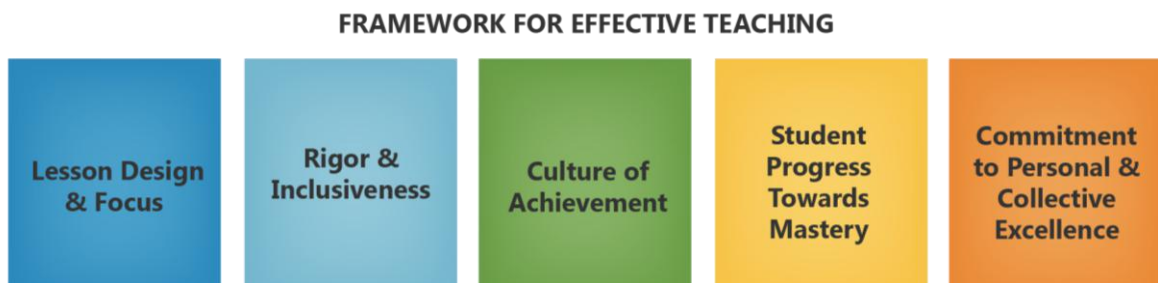 FRAMEWORK FOR EFFECTIVE TEACHING
Lesson Design
& Focus
Rigor &
Inclusiveness
Culture of
Achievement
Student
Progress
Towards
Mastery
Commitment
to Personal &
Collective
Excellence